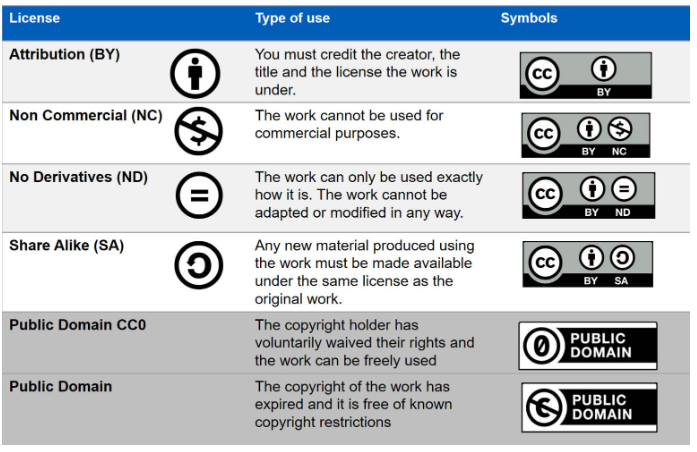 License Type of use Symbols
Attribution (BY) You must credit the creator, the
title and the license the work is
under.
cc
BY
Non Commercial (NC) The work cannot be used for
commercial purposes.
cc
BY NC
No Derivatives (ND) The work can only be used exactly
how it is. The work cannot be
adapted or modified in any way.
cc
BY ND
Share Alike (SA) Any new material produced using
the work must be made available
under the same license as the
original work.
cc
BY SA
Public Domain CC0 The copyright holder has
voluntarily waived their rights and
the work can be freely used
0 PUBLIC
DOMAIN
Public Domain The copyright of the work has
expired and it is free of known
copyright restrictions
PUBLIC
DOMAIN